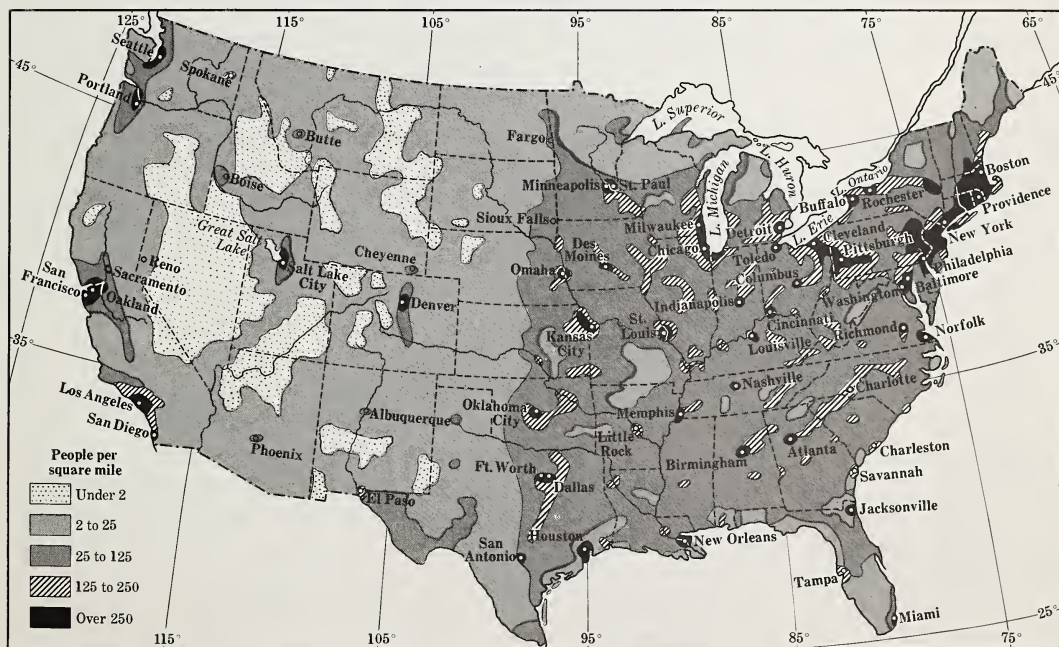 125°
115°
105°
95°
85°
75°
65°
45°
45°
Seattle
Spokane
Portland
Butte
Boise
Fargo
L. Superior
Minneapolis
St. Paul
L. Michigan
L. Huron
L. Ontario
Boston
Buffalo
Rochester
Providence
Sioux Falls
Milwaukee
Detroit
L. Erie
Cleveland
New York
Great Salt
Lake
Salt Lake
City
Cheyenne
Des
Moines
Chicago
Toledo
Pittsburgh
Philadelphia
Reno
Sacramento
San
Francisco
Oakland
Omaha
Columbus
Baltimore
Washington
Denver
Indianapolis
35°
Kansas
City
St.
Louis
Cincinnati
Louisville
Richmond
Norfolk
35°
Los Angeles
San Diego
Albuquerque
Oklahoma
City
Nashville
Charlotte
Memphis
Phoenix
Little
Rock
Birmingham
Atlanta
Charleston
Savannah
El Paso
Ft. Worth
Dallas
Jacksonville
San
Antonio
Houston
New Orleans
Tampa
Miami
People per
square mile
Under 2
2 to 25
25 to 125
125 to 250
Over 250
25°
115°
105°
95°
85°
75°